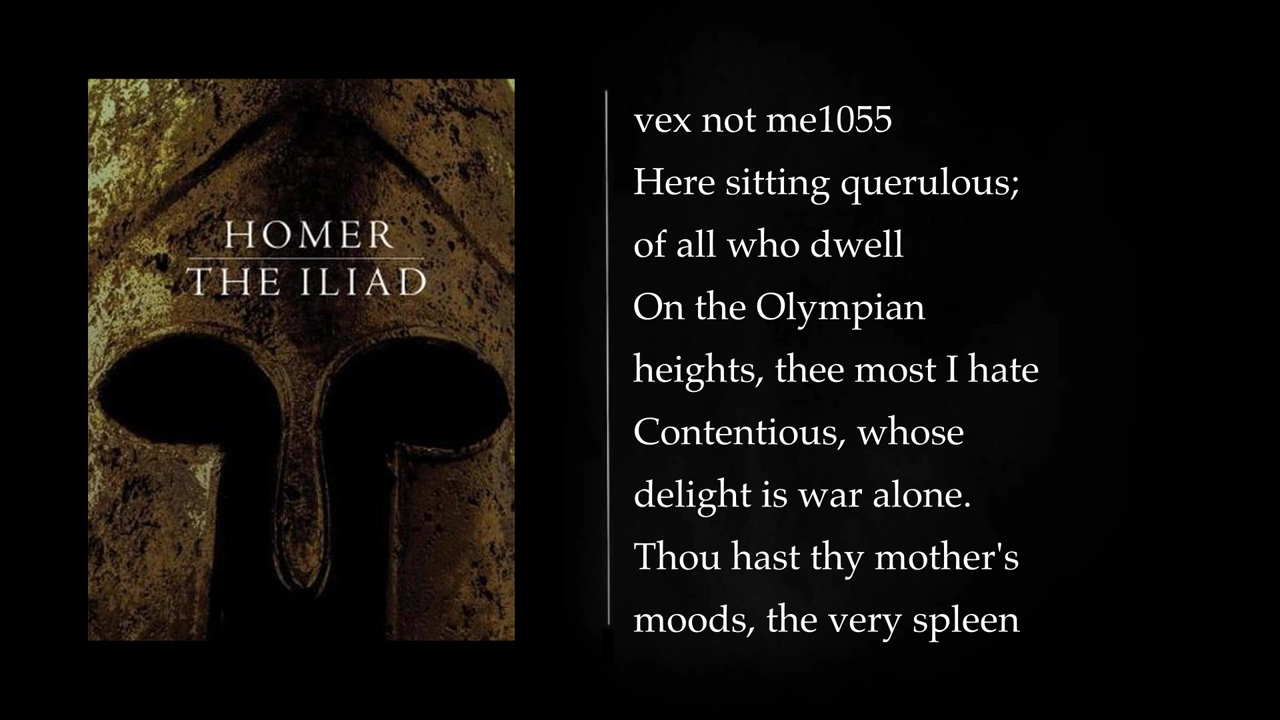 HOMER
THE ILIAD
vex not me1055
Here sitting querulous;
of all who dwell
On the Olympian
heights, thee most I hate
Contentious, whose
delight is war alone.
Thou hast thy mother's
moods, the very spleen